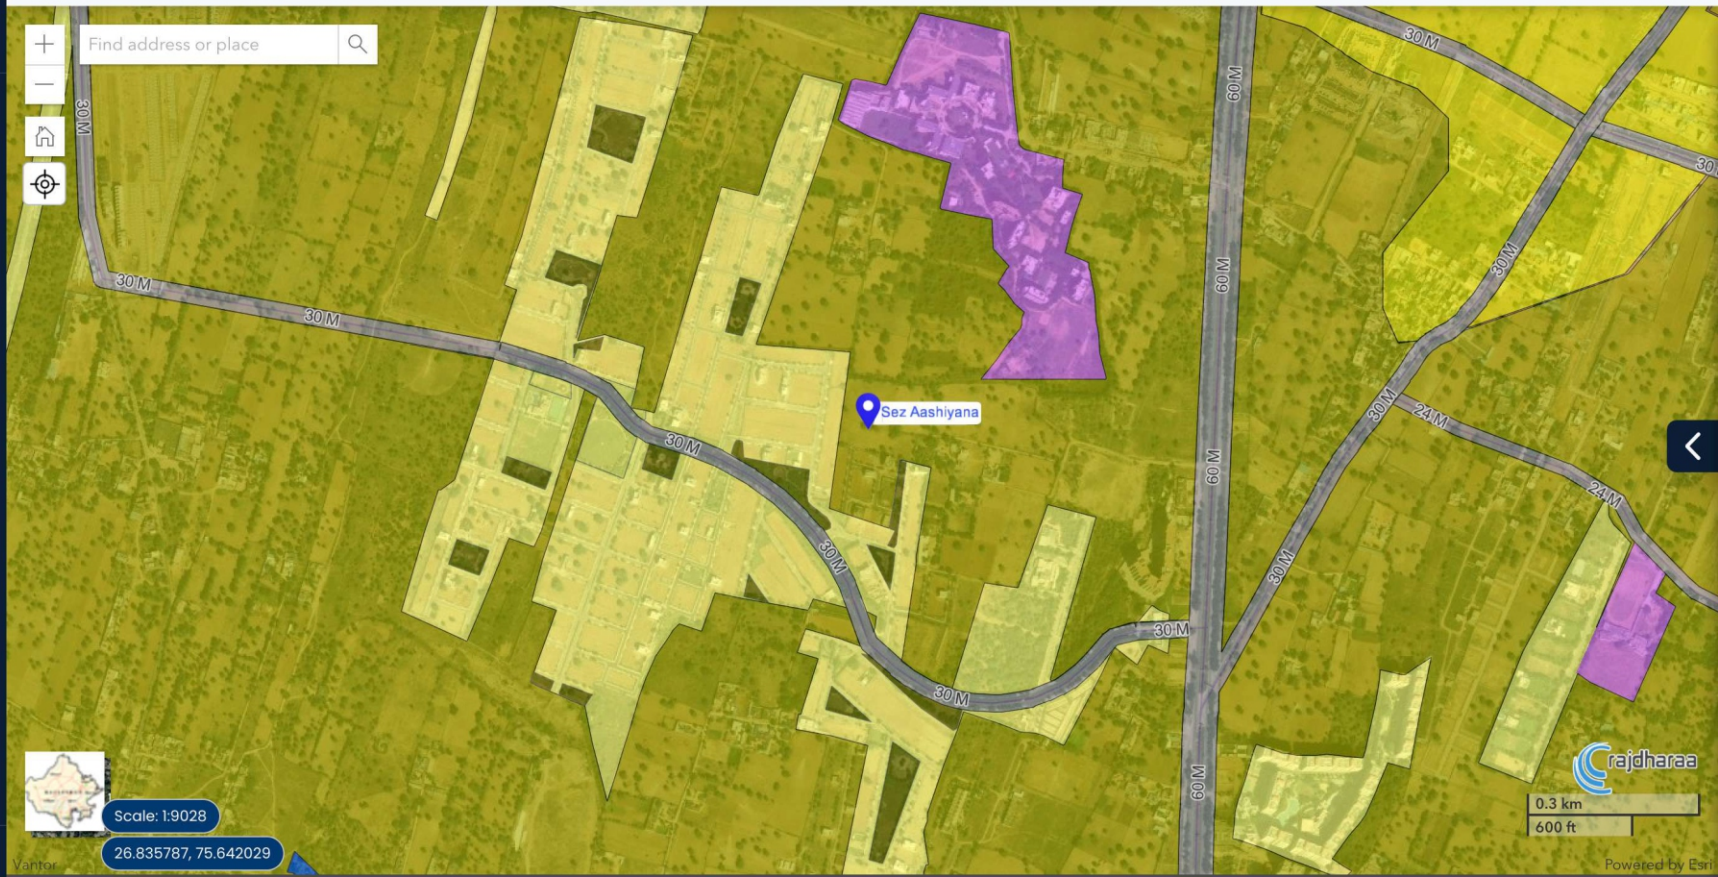 Find address or place
30 M
30 M
30 M
30 M
30 M
30 M
30 M
60 M
60 M
60 M
60 M
30 M
30 M
30 M
30 M
30 M
24 M
24 M
Sez Aashiyana
rajdharaa
0.3 km
600 ft
Scale: 1:9028
26.835787, 75.642029
Vantor
Powered by Esri